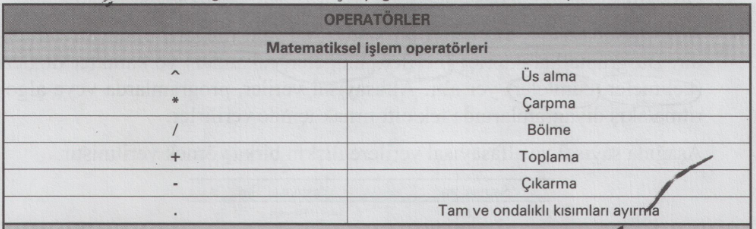 OPERATÖRLER
Matematiksel işlem operatörleri
^ Üs alma
* Çarpma
/ Bölme
+ Toplama
- Çıkarma
. Tam ve ondalıklı kısımları ayırma